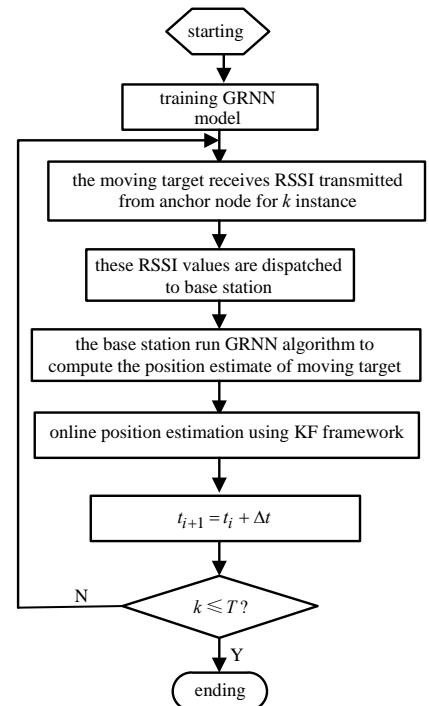 starting
training GRNN
model
the moving target receives RSSI transmitted
from anchor node for k instance
these RSSI values are dispatched
to base station
the base station run GRNN algorithm to
compute the position estimate of moving target
online position estimation using KF framework
t_{i+1} = t_i + Δt
N
k ≤ T?
Y
ending